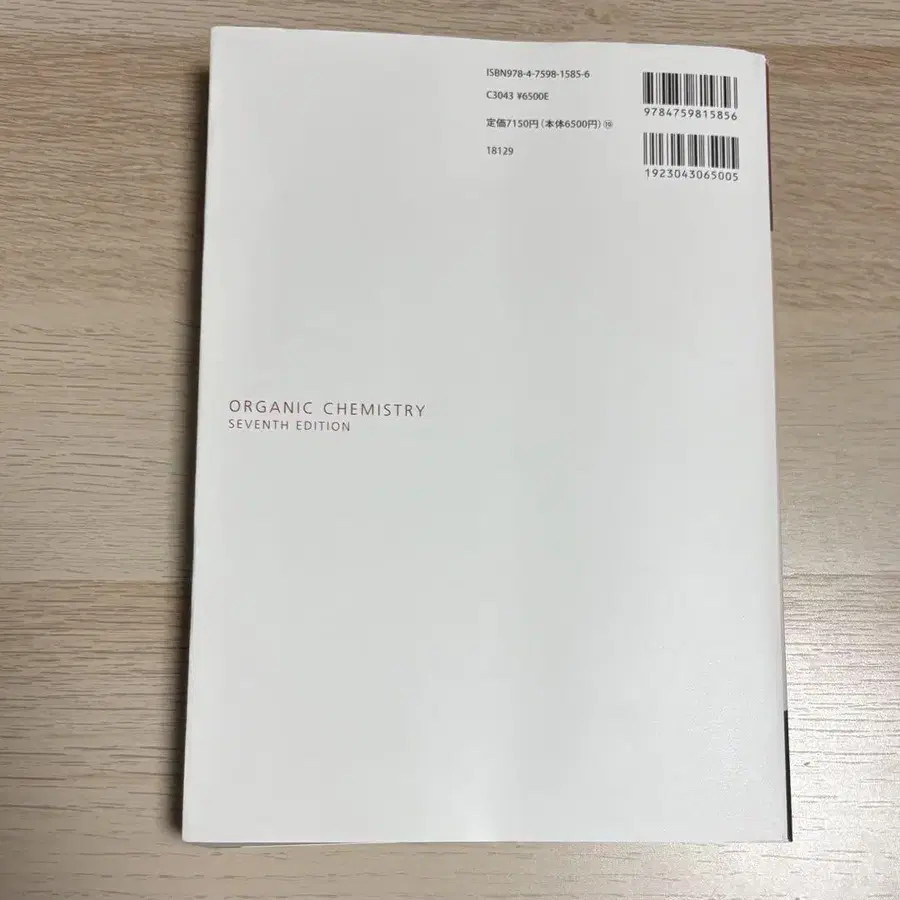 ISBN978-4-7598-1585-6
C3043 ¥6500E
定価7150円(本体6500円)⑩
18129
9784759815856
1923043065005
ORGANIC CHEMISTRY
SEVENTH EDITION